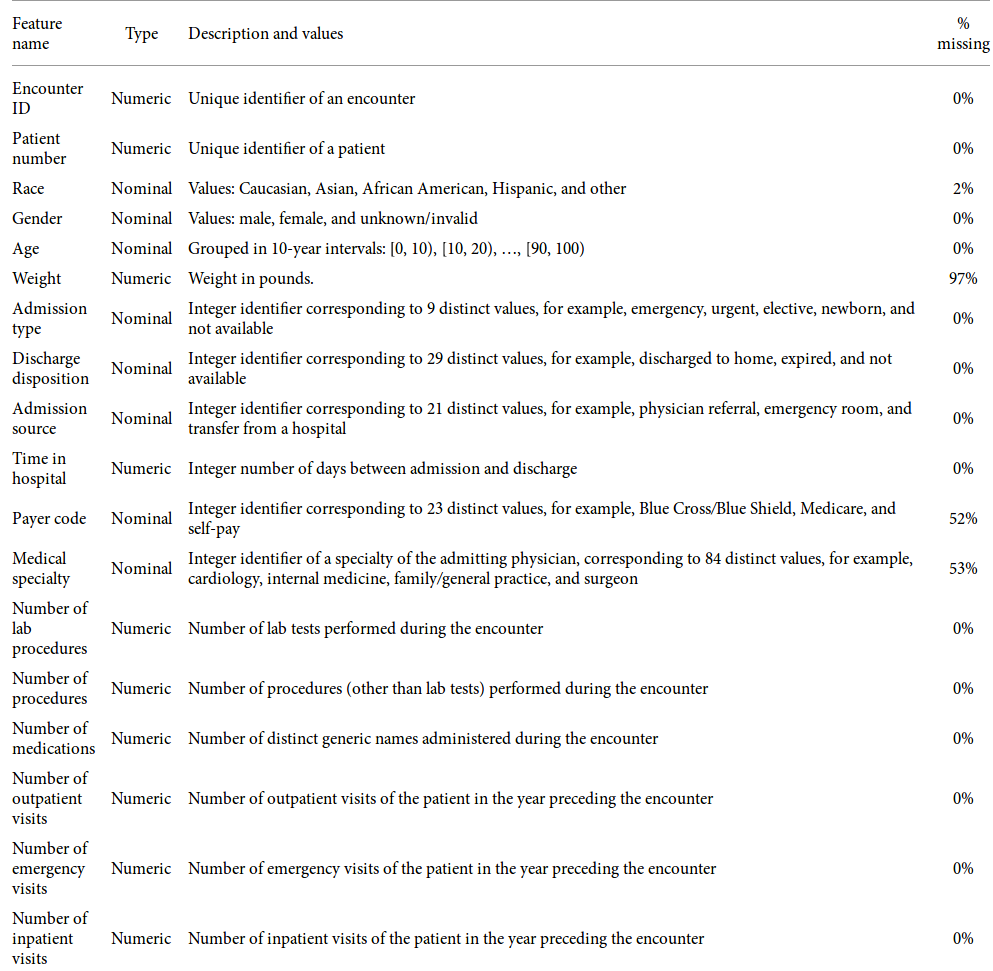 Feature name Type Description and values % missing
Encounter ID Numeric Unique identifier of an encounter 0%
Patient number Numeric Unique identifier of a patient 0%
Race Nominal Values: Caucasian, Asian, African American, Hispanic, and other 2%
Gender Nominal Values: male, female, and unknown/invalid 0%
Age Nominal Grouped in 10-year intervals: [0, 10), [10, 20), …, [90, 100) 0%
Weight Numeric Weight in pounds. 97%
Admission type Nominal Integer identifier corresponding to 9 distinct values, for example, emergency, urgent, elective, newborn, and not available 0%
Discharge disposition Nominal Integer identifier corresponding to 29 distinct values, for example, discharged to home, expired, and not available 0%
Admission source Nominal Integer identifier corresponding to 21 distinct values, for example, physician referral, emergency room, and transfer from a hospital 0%
Time in hospital Numeric Integer number of days between admission and discharge 0%
Payer code Nominal Integer identifier corresponding to 23 distinct values, for example, Blue Cross/Blue Shield, Medicare, and self-pay 52%
Medical specialty Nominal Integer identifier of a specialty of the admitting physician, corresponding to 84 distinct values, for example, cardiology, internal medicine, family/general practice, and surgeon 53%
Number of lab procedures Numeric Number of lab tests performed during the encounter 0%
Number of procedures Numeric Number of procedures (other than lab tests) performed during the encounter 0%
Number of medications Numeric Number of distinct generic names administered during the encounter 0%
Number of outpatient visits Numeric Number of outpatient visits of the patient in the year preceding the encounter 0%
Number of emergency visits Numeric Number of emergency visits of the patient in the year preceding the encounter 0%
Number of inpatient visits Numeric Number of inpatient visits of the patient in the year preceding the encounter 0%